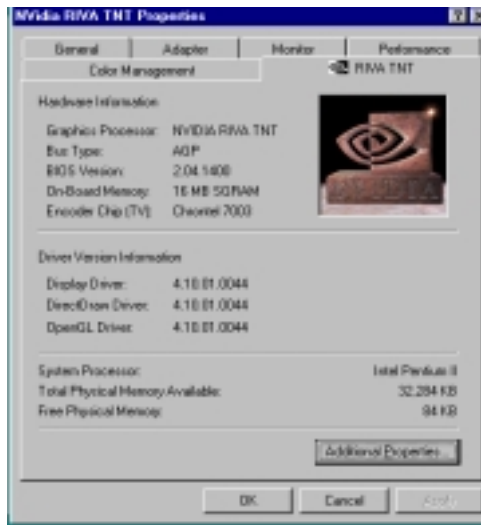 NVidia RIVA TNT Properties
General Adapter Monitor Performance
Color Management RIVA TNT
Hardware Information
Graphics Processor: NVIDIA RIVA TNT
Bus Type: AGP
BIOS Version: 2.04.1400
On-Board Memory: 16 MB SGRAM
Encoder Chip (TV): Chrontel 7003
NVIDIA
Driver Version Information
Display Driver: 4.10.01.0044
DirectDraw Driver: 4.10.01.0044
OpenGL Driver: 4.10.01.0044
System Processor: Intel Pentium II
Total Physical Memory Available: 32,284 KB
Free Physical Memory: 84 KB
Additional Properties...
OK Cancel Apply